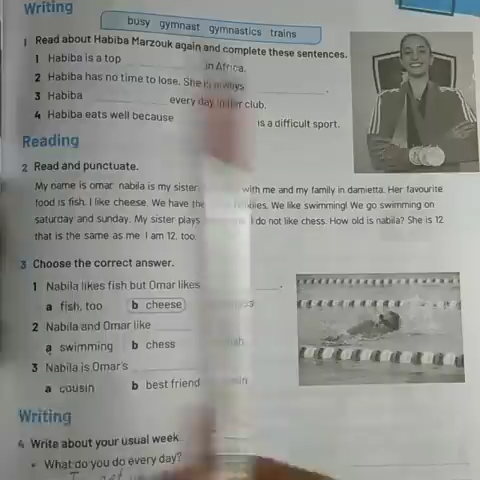 Writing
busy gymnast gymnastics trains
1 Read about Habiba Marzouk again and complete these sentences.
1 Habiba is a top in Africa.
2 Habiba has no time to lose. She is always .
3 Habiba every day in her club.
4 Habiba eats well because is a difficult sport.
Reading
2 Read and punctuate.
My name is omar nabila is my sister with me and my family in damietta. Her favourite
food is fish. I like cheese. We have the We like swimming! We go swimming on
saturday and sunday. My sister plays I do not like chess. How old is nabila? She is 12
that is the same as me I am 12, too.
3 Choose the correct answer.
1 Nabila likes fish but Omar likes .
a fish, too b cheese
2 Nabila and Omar like
a swimming b chess
3 Nabila is Omar's
a cousin b best friend
Writing
4 Write about your usual week.
What do you do every day?